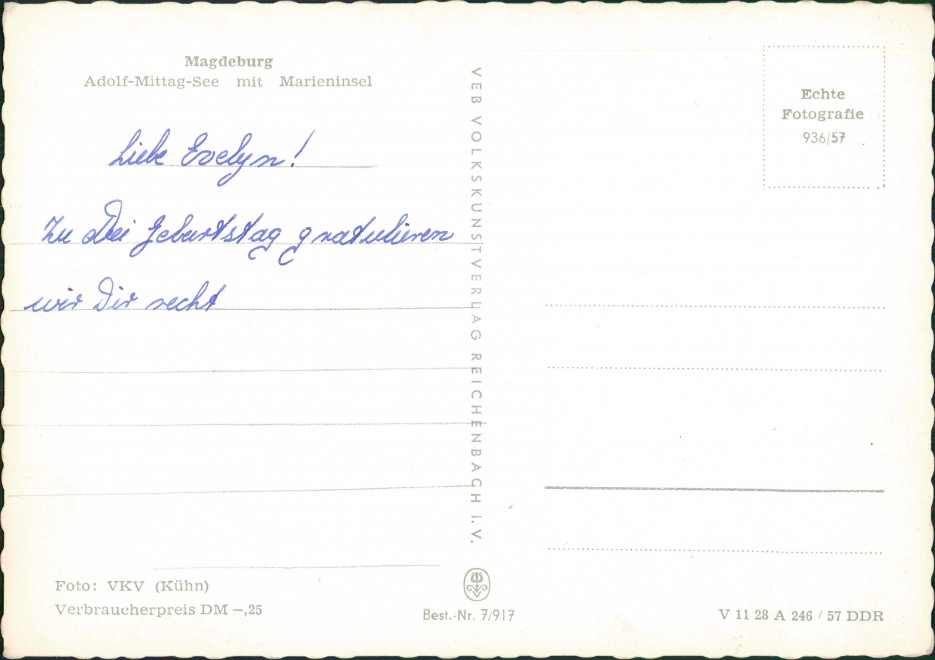 Magdeburg
Adolf-Mittag-See mit Marieninsel
Liebe Evelyn!
Zu Dei Geburtstag gratulieren
wir Dir recht
Foto: VKV (Kühn)
Verbraucherpreis DM –,25
VEB VOLKSKUNSTVERLAG REICHENBACH i. V.
Best.-Nr. 7/917
Echte
Fotografie
936/57
V 11 28 A 246 / 57 DDR